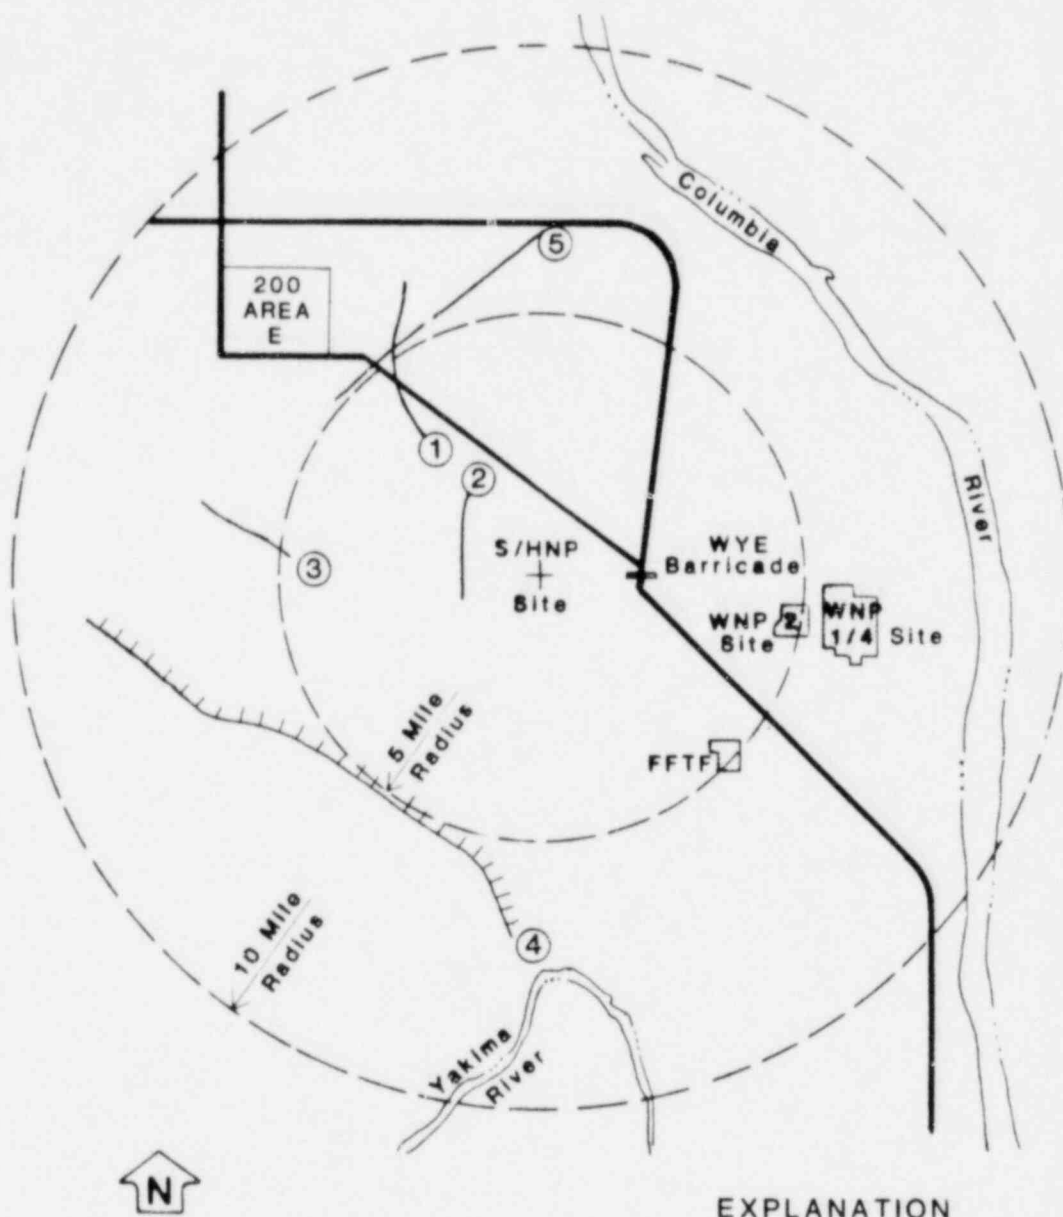 Columbia
River
5
200
AREA
E
1
2
3
S/HNP
Site
WYE
Barricade
WNP 2
Site
WNP
1/4 Site
5 Mile
Radius
FFTF
10 Mile
Radius
4
Yakima
River
N
EXPLANATION